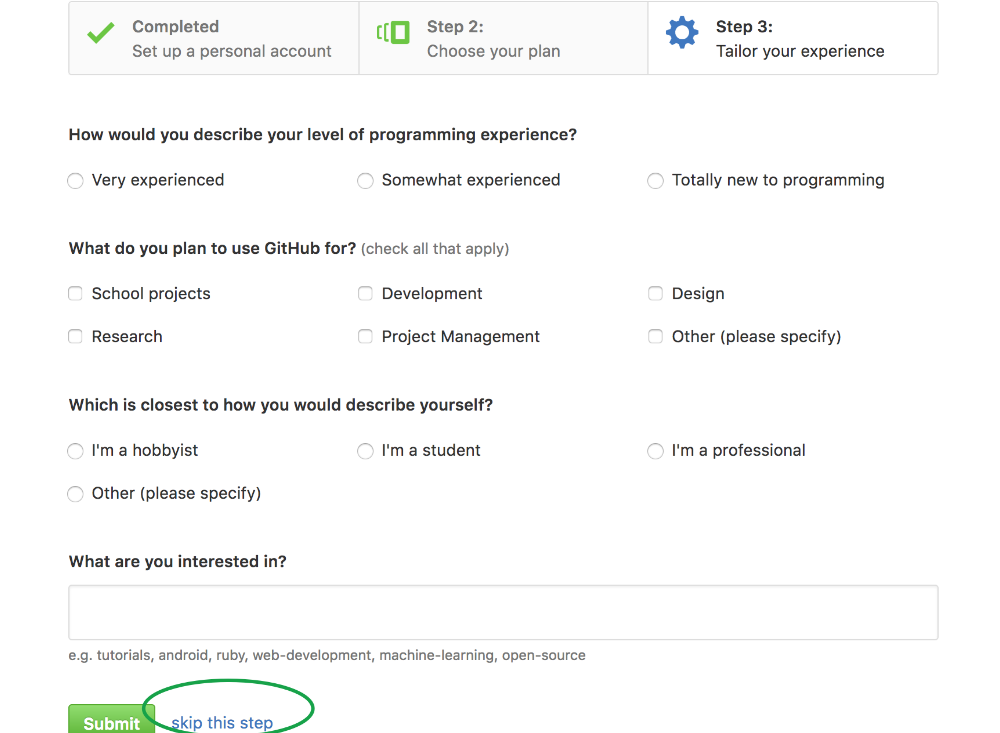 Completed
Set up a personal account
Step 2:
Choose your plan
Step 3:
Tailor your experience
How would you describe your level of programming experience?
Very experienced
Somewhat experienced
Totally new to programming
What do you plan to use GitHub for? (check all that apply)
School projects
Development
Design
Research
Project Management
Other (please specify)
Which is closest to how you would describe yourself?
I'm a hobbyist
I'm a student
I'm a professional
Other (please specify)
What are you interested in?
e.g. tutorials, android, ruby, web-development, machine-learning, open-source
Submit
skip this step